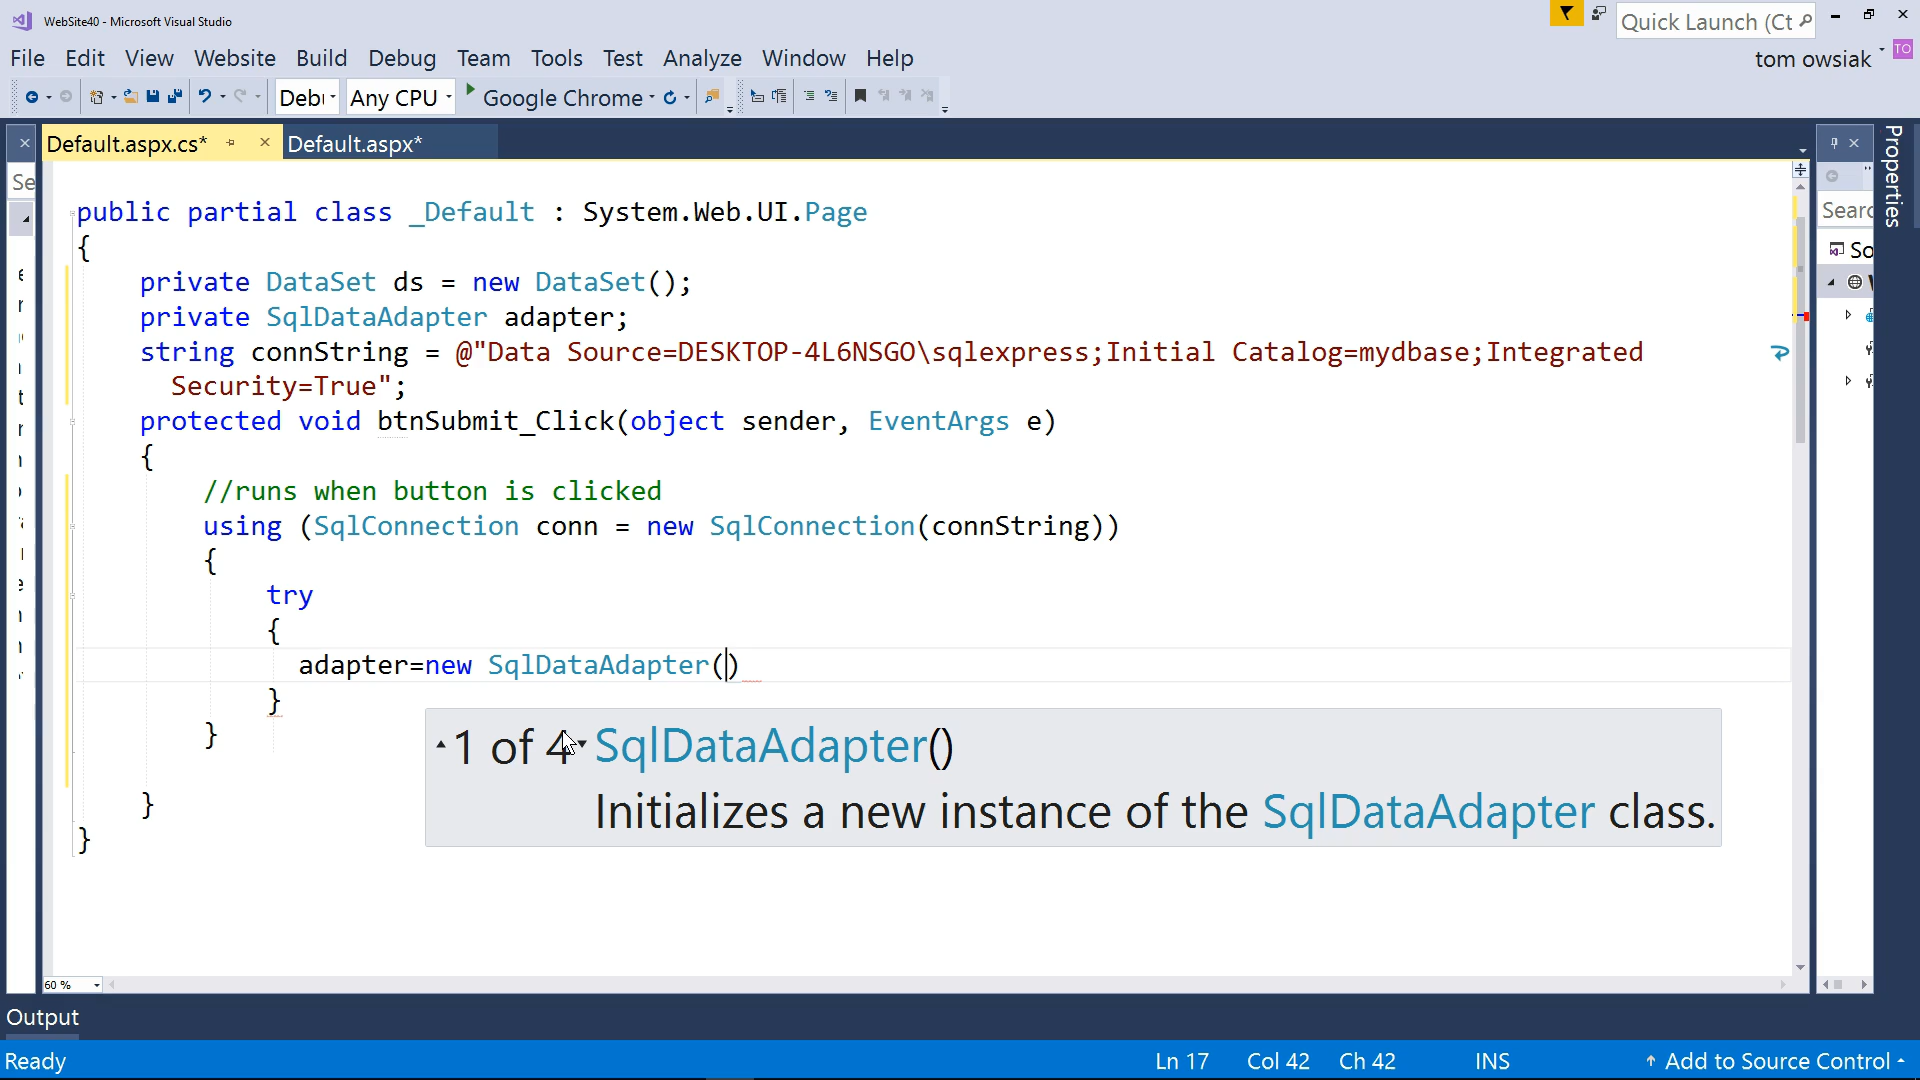 WebSite40 - Microsoft Visual Studio
Quick Launch (Ct
File Edit View Website Build Debug Team Tools Test Analyze Window Help
tom owsiak TO
Debu Any CPU Google Chrome
Default.aspx.cs* Default.aspx*
Se
Properties
Searc
So
public partial class _Default : System.Web.UI.Page
{
private DataSet ds = new DataSet();
private SqlDataAdapter adapter;
string connString = @"Data Source=DESKTOP-4L6NSGO\sqlexpress;Initial Catalog=mydbase;Integrated
Security=True";
protected void btnSubmit_Click(object sender, EventArgs e)
{
//runs when button is clicked
using (SqlConnection conn = new SqlConnection(connString))
{
try
{
adapter=new SqlDataAdapter()
}
}
}
}
1 of 4 SqlDataAdapter()
Initializes a new instance of the SqlDataAdapter class.
60 %
Output
Ready
Ln 17 Col 42 Ch 42 INS
Add to Source Control